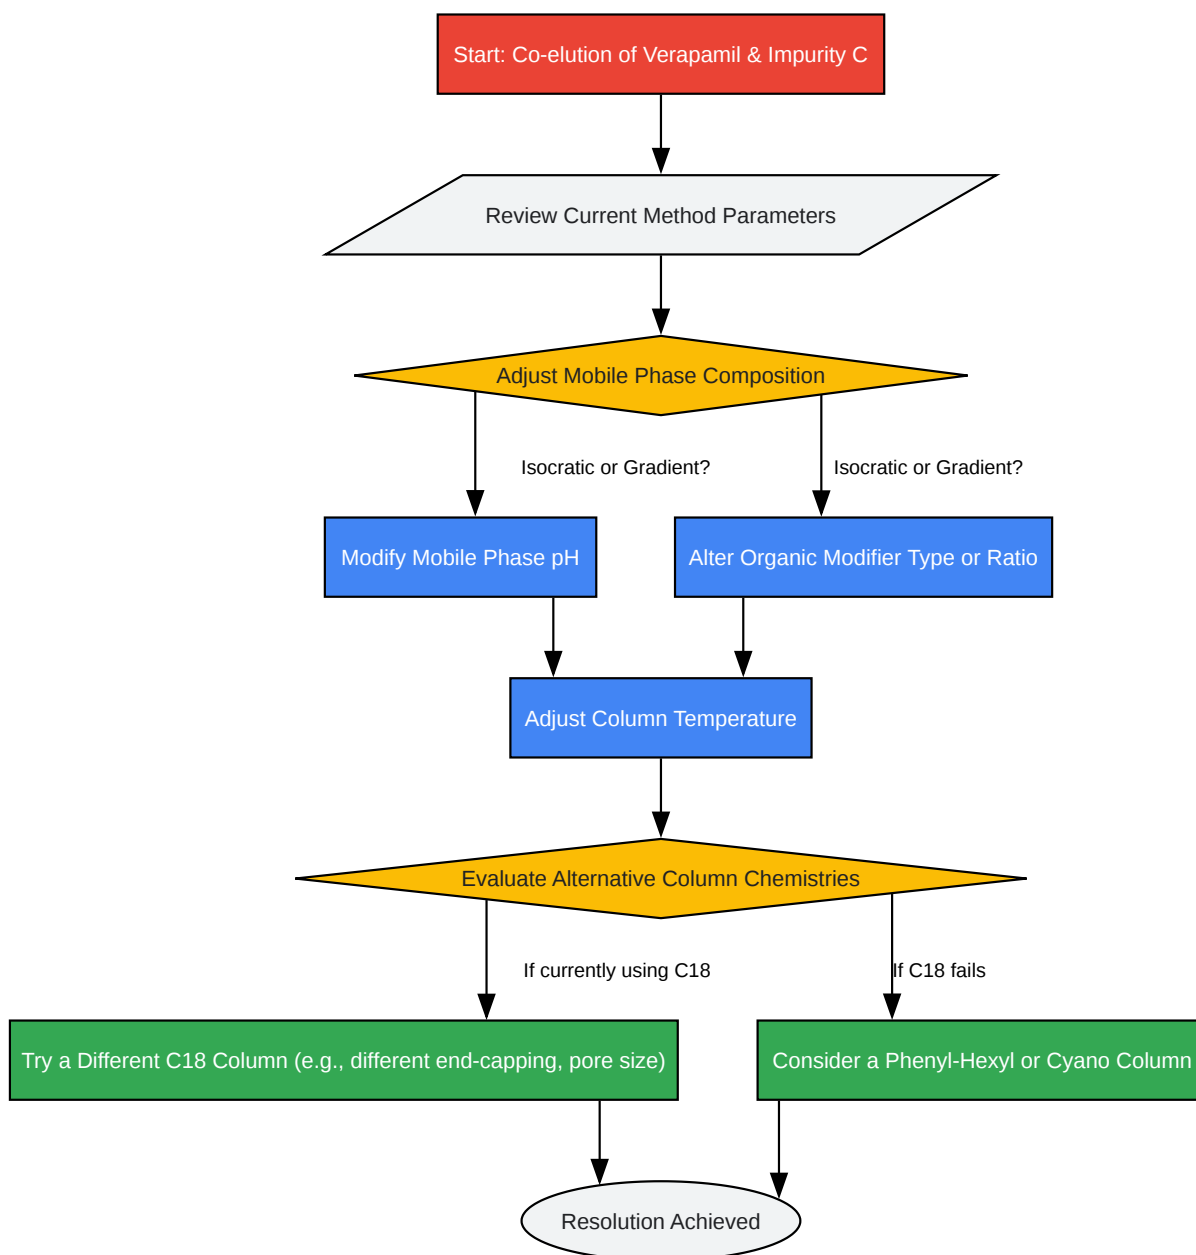 Start: Co-elution of Verapamil & Impurity C
Review Current Method Parameters
Adjust Mobile Phase Composition
Isocratic or Gradient?
Isocratic or Gradient?
Modify Mobile Phase pH
Alter Organic Modifier Type or Ratio
Adjust Column Temperature
Evaluate Alternative Column Chemistries
If currently using C18
If C18 fails
Try a Different C18 Column (e.g., different end-capping, pore size)
Consider a Phenyl-Hexyl or Cyano Column
Resolution Achieved